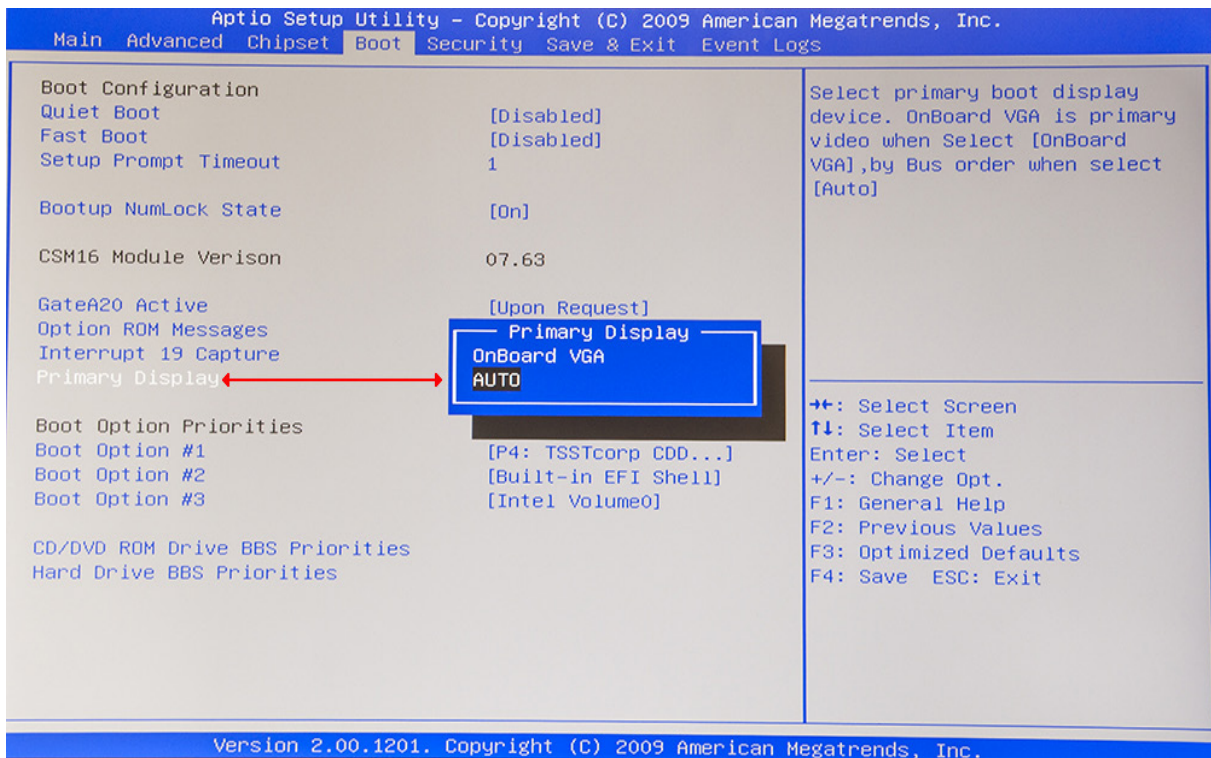 Aptio Setup Utility – Copyright (C) 2009 American Megatrends, Inc.
Main Advanced Chipset Boot Security Save & Exit Event Logs
Boot Configuration
Quiet Boot [Disabled]
Fast Boot [Disabled]
Setup Prompt Timeout 1
Bootup NumLock State [On]
CSM16 Module Verison 07.63
GateA20 Active [Upon Request]
Option ROM Messages
Interrupt 19 Capture
Primary Display
Primary Display
OnBoard VGA
AUTO
Boot Option Priorities
Boot Option #1 [P4: TSSTcorp CDD...]
Boot Option #2 [Built-in EFI Shell]
Boot Option #3 [Intel Volume0]
CD/DVD ROM Drive BBS Priorities
Hard Drive BBS Priorities
Select primary boot display
device. OnBoard VGA is primary
video when Select [OnBoard
VGA],by Bus order when select
[Auto]
→←: Select Screen
↑↓: Select Item
Enter: Select
+/-: Change Opt.
F1: General Help
F2: Previous Values
F3: Optimized Defaults
F4: Save ESC: Exit
Version 2.00.1201. Copyright (C) 2009 American Megatrends, Inc.